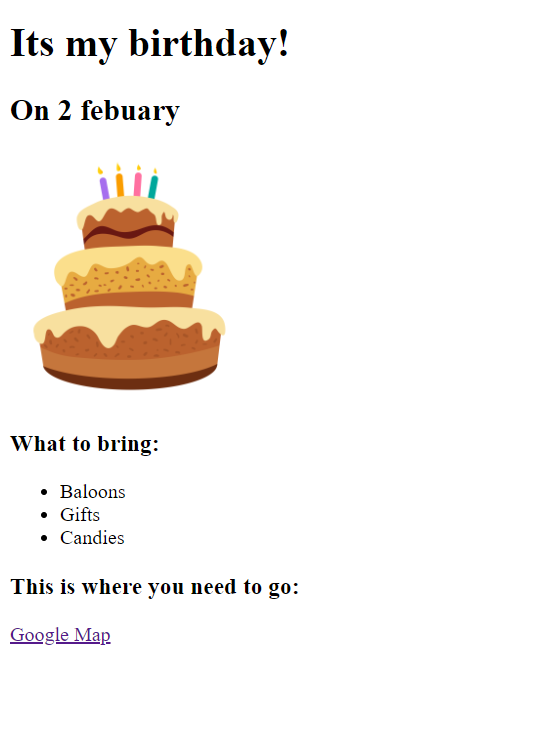 Its my birthday!
On 2 febuary
What to bring:
Baloons
Gifts
Candies
This is where you need to go:
Google Map